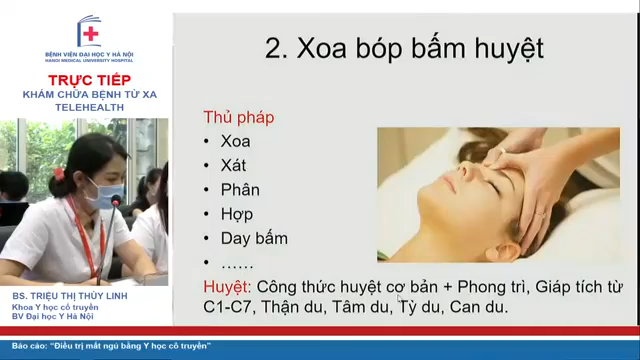 BỆNH VIỆN ĐẠI HỌC Y HÀ NỘI
HANOI MEDICAL UNIVERSITY HOSPITAL
TRỰC TIẾP
KHÁM CHỮA BỆNH TỪ XA
TELEHEALTH
BS. TRIỆU THỊ THÙY LINH
Khoa Y học cổ truyền
BV Đại học Y Hà Nội
2. Xoa bóp bấm huyệt
Thủ pháp
• Xoa
• Xát
• Phân
• Hợp
• Day bấm
• ......
Huyệt: Công thức huyệt cơ bản + Phong trì, Giáp tích từ
C1-C7, Thận du, Tâm du, Tỳ du, Can du.
Báo cáo: “Điều trị mất ngủ bằng Y học cổ truyền”